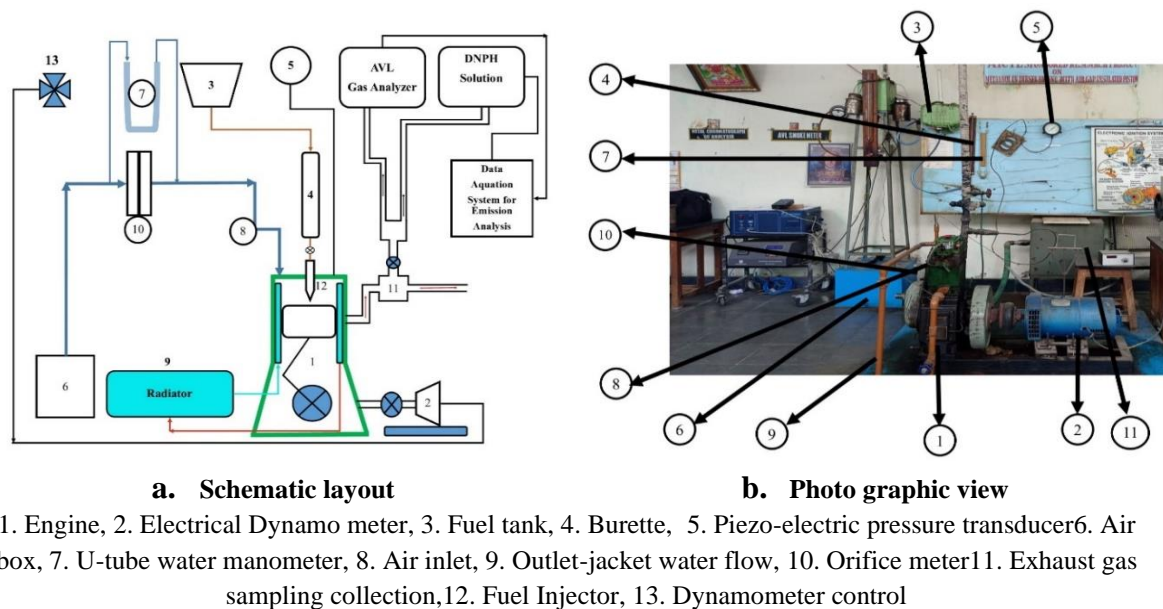 13
7
3
5
AVL
Gas Analyzer
DNPH
Solution
4
Data
Aquation
System for
Emission
Analysis
10
8
12
11
6
9
Radiator
1
2
3
5
4
7
10
8
6
9
1
2
11
AVL SMOKEMETER
ELECTRONIC IGNITION SYSTEM
a. Schematic layout
b. Photo graphic view
1. Engine, 2. Electrical Dynamo meter, 3. Fuel tank, 4. Burette, 5. Piezo-electric pressure transducer6. Air
box, 7. U-tube water manometer, 8. Air inlet, 9. Outlet-jacket water flow, 10. Orifice meter11. Exhaust gas
sampling collection,12. Fuel Injector, 13. Dynamometer control